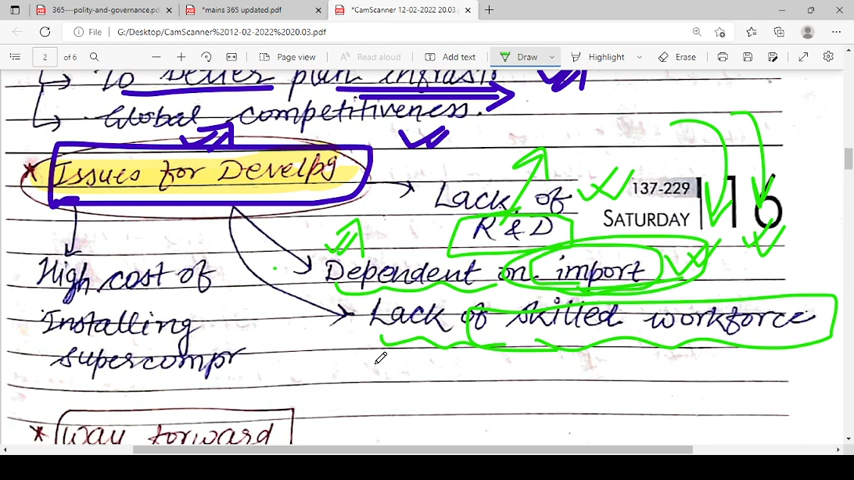 365---polity-and-governance.pd
*mains 365 updated.pdf
*CamScanner 12-02-2022 20.03.p
File G:/Desktop/CamScanner%2012-02-2022%2020.03.pdf
2 of 6
Page view
Read aloud
Draw
Highlight
Erase
To better plan infrast.
Global competitiveness.
* Issues for Develpg
Lack of
R & D
137-229
SATURDAY
16
High cost of
Installing
supercompr
Dependent on import
Lack of skilled workforce
* Way forward